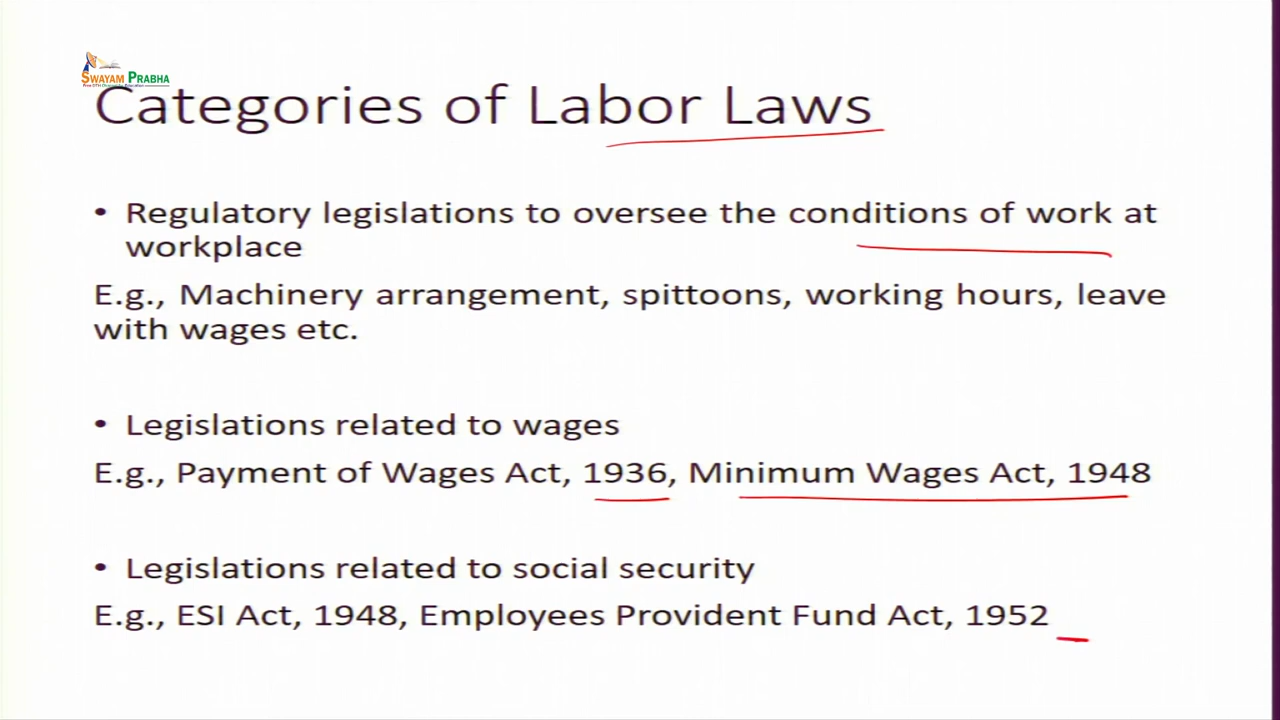 SWAYAM PRABHA
Categories of Labor Laws
• Regulatory legislations to oversee the conditions of work at
workplace
E.g., Machinery arrangement, spittoons, working hours, leave
with wages etc.
• Legislations related to wages
E.g., Payment of Wages Act, 1936, Minimum Wages Act, 1948
• Legislations related to social security
E.g., ESI Act, 1948, Employees Provident Fund Act, 1952